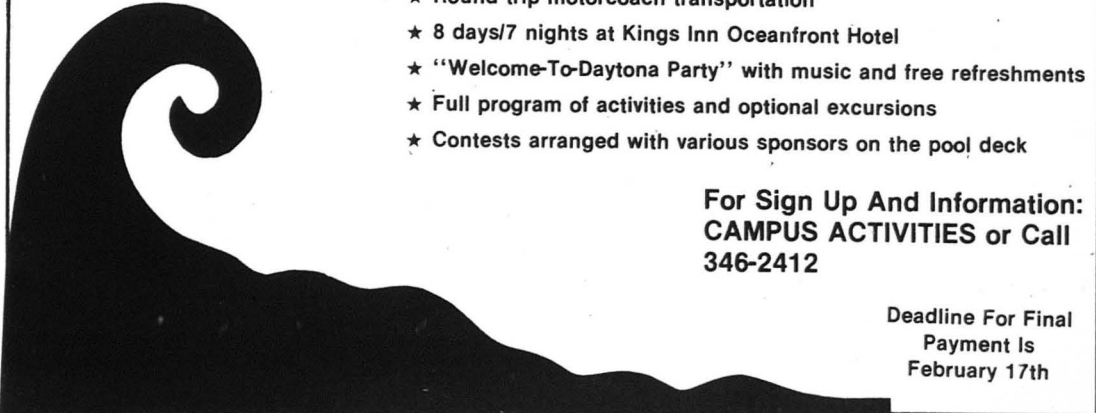 ★ Round trip motorcoach transportation
★ 8 days/7 nights at Kings Inn Oceanfront Hotel
★ "Welcome-To-Daytona Party" with music and free refreshments
★ Full program of activities and optional excursions
★ Contests arranged with various sponsors on the pool deck
For Sign Up And Information:
CAMPUS ACTIVITIES or Call
346-2412
Deadline For Final
Payment Is
February 17th